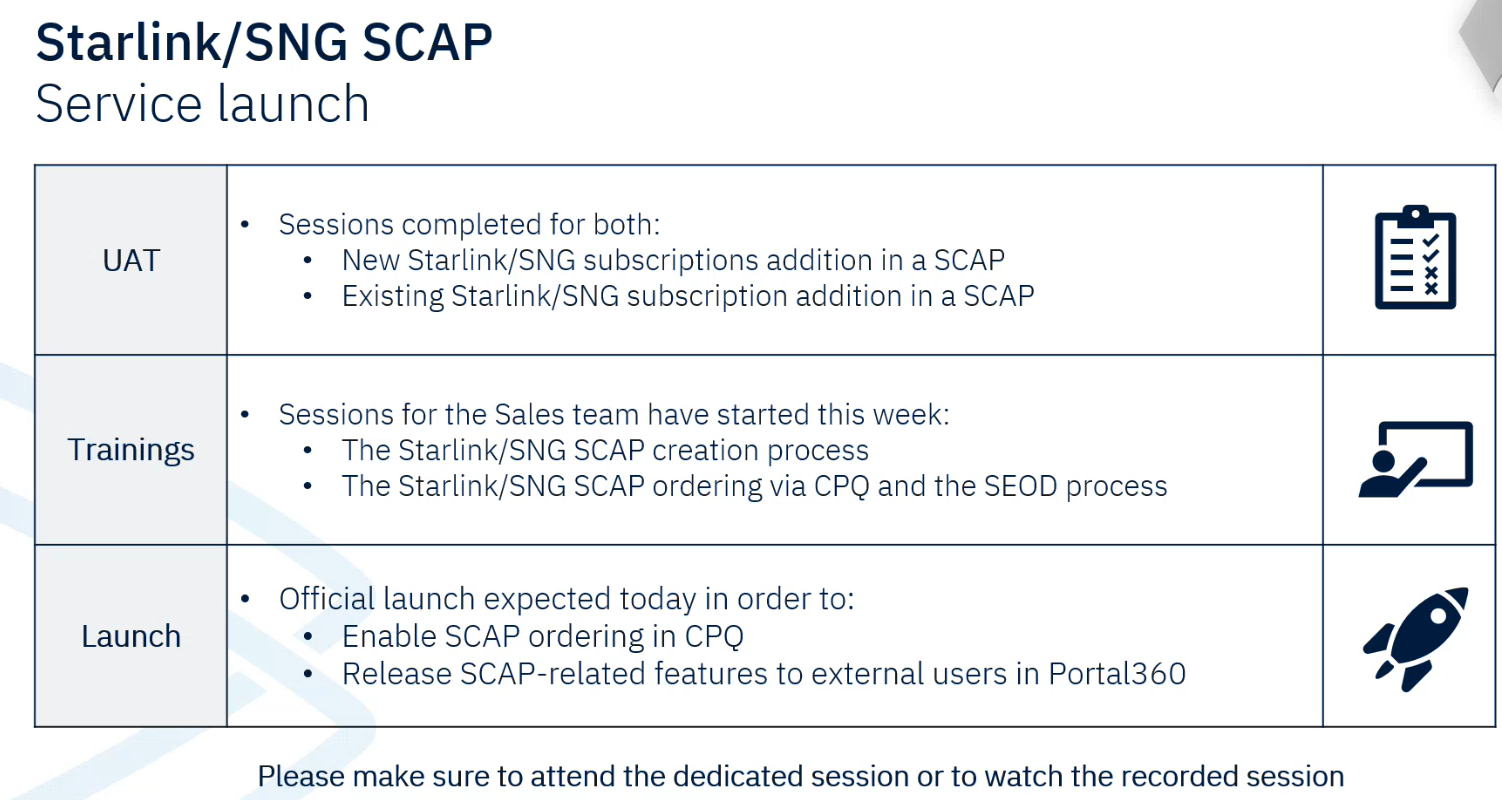 Starlink/SNG SCAP
Service launch
UAT
• Sessions completed for both:
• New Starlink/SNG subscriptions addition in a SCAP
• Existing Starlink/SNG subscription addition in a SCAP
Trainings
• Sessions for the Sales team have started this week:
• The Starlink/SNG SCAP creation process
• The Starlink/SNG SCAP ordering via CPQ and the SEOD process
Launch
• Official launch expected today in order to:
• Enable SCAP ordering in CPQ
• Release SCAP-related features to external users in Portal360
Please make sure to attend the dedicated session or to watch the recorded session